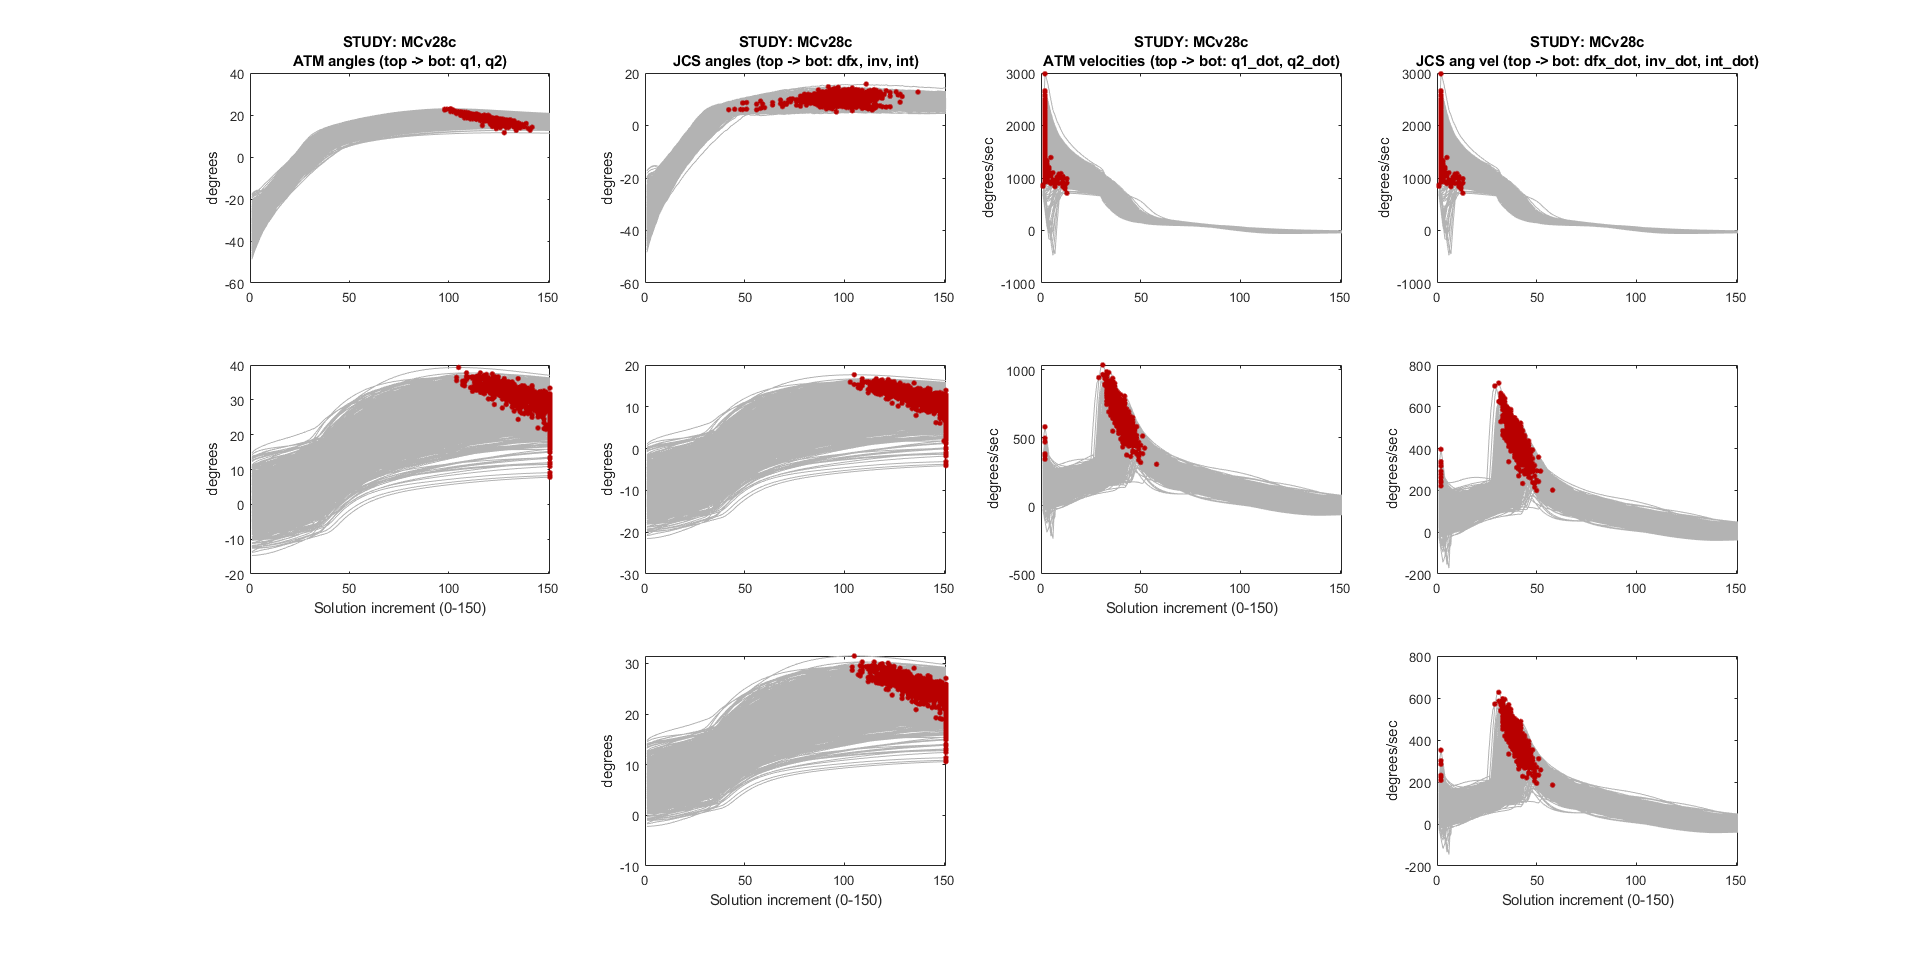 STUDY: MCv28c
ATM angles (top -> bot: q1, q2)
40
20
0
-20
-40
-60
degrees
0 50 100 150
STUDY: MCv28c
JCS angles (top -> bot: dfx, inv, int)
20
0
-20
-40
-60
degrees
0 50 100 150
STUDY: MCv28c
ATM velocities (top -> bot: q1_dot, q2_dot)
3000
2000
1000
0
-1000
degrees/sec
0 50 100 150
STUDY: MCv28c
JCS ang vel (top -> bot: dfx_dot, inv_dot, int_dot)
3000
2000
1000
0
-1000
degrees/sec
0 50 100 150
40
30
20
10
0
-10
-20
degrees
0 50 100 150
Solution increment (0-150)
20
10
0
-10
-20
-30
degrees
0 50 100 150
1000
500
0
-500
degrees/sec
0 50 100 150
Solution increment (0-150)
800
600
400
200
0
-200
degrees/sec
0 50 100 150
30
20
10
0
-10
degrees
0 50 100 150
Solution increment (0-150)
800
600
400
200
0
-200
degrees/sec
0 50 100 150
Solution increment (0-150)